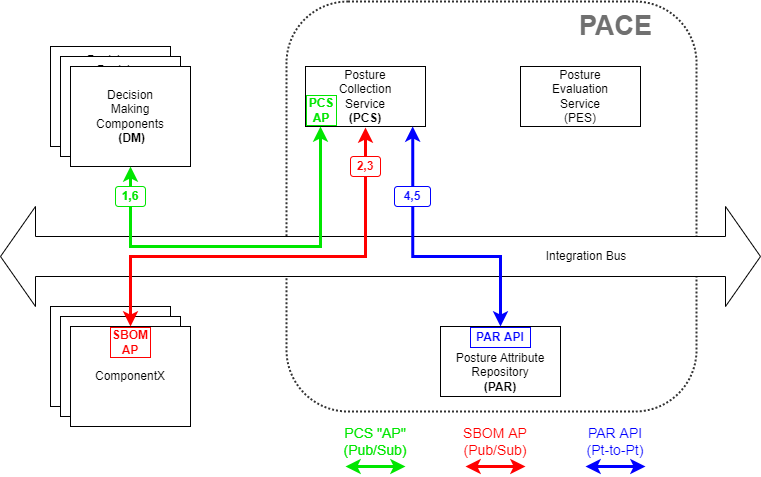 PACE
Decision
Making
Components
(DM)
Posture
Collection
Service
(PCS)
PCS
AP
Posture
Evaluation
Service
(PES)
1,6
2,3
4,5
Integration Bus
SBOM
AP
ComponentX
PAR API
Posture Attribute
Repository
(PAR)
PCS "AP"
(Pub/Sub)
SBOM AP
(Pub/Sub)
PAR API
(Pt-to-Pt)